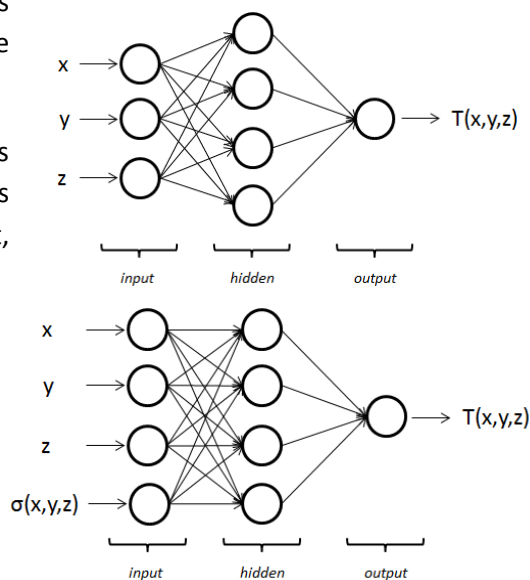 s
e
s
s
t,
x
y
z
T(x,y,z)
input hidden output
x
y
z
σ(x,y,z)
T(x,y,z)
input hidden output